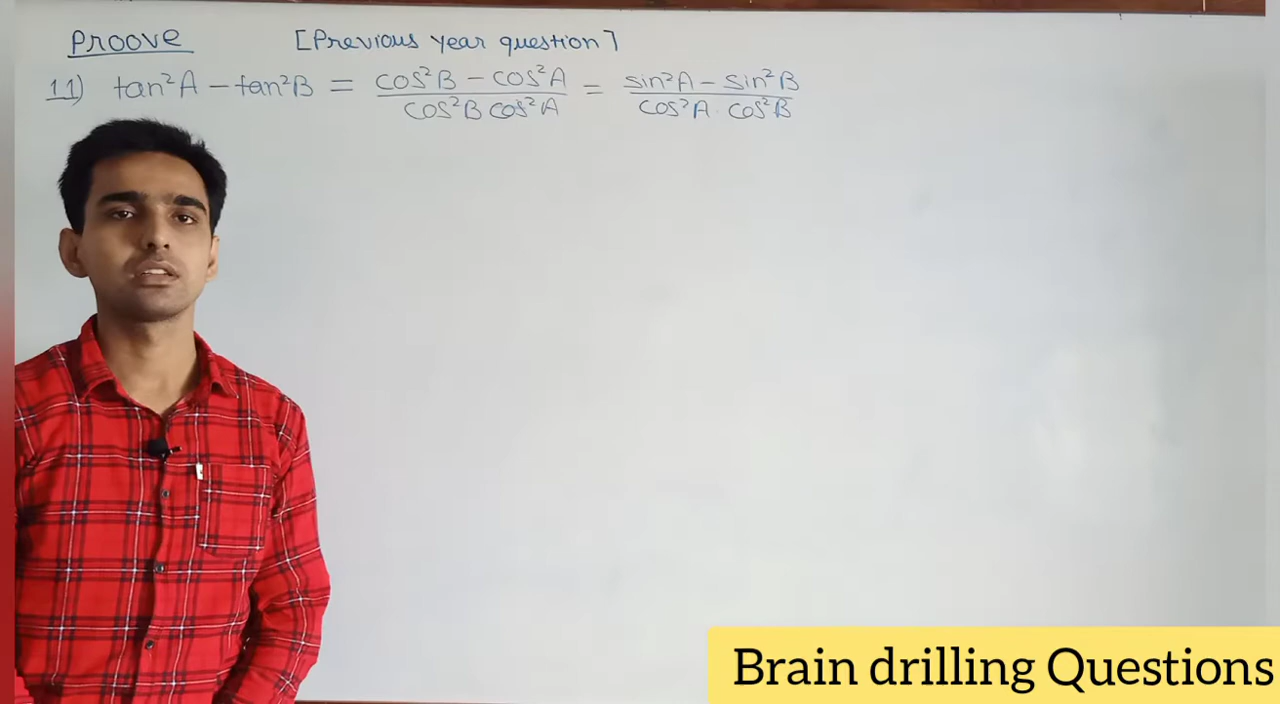 Proove [Previous year question]
11) tan²A - tan²B = cos²B - cos²A / cos²B cos²A = sin²A - sin²B / cos²A . cos²B
Brain drilling Questions